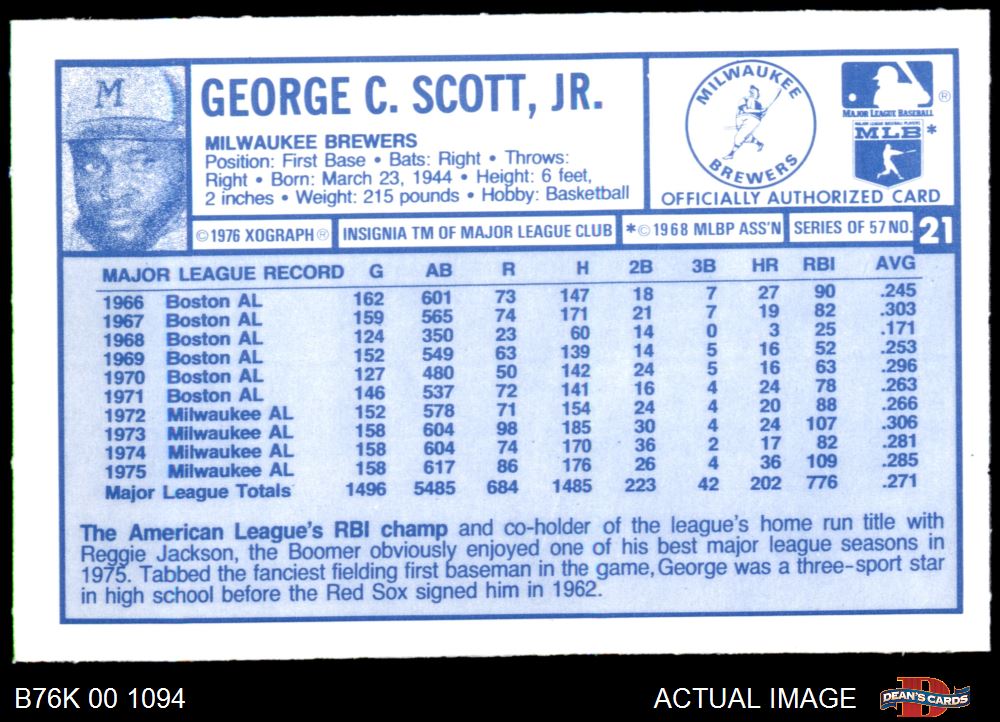 M
GEORGE C. SCOTT, JR.
MILWAUKEE BREWERS
Position: First Base • Bats: Right • Throws:
Right • Born: March 23, 1944 • Height: 6 feet,
2 inches • Weight: 215 pounds • Hobby: Basketball
MILWAUKEE
BREWERS
®
MAJOR LEAGUE BASEBALL
MAJOR LEAGUE BASEBALL PLAYERS
MLB*
OFFICIALLY AUTHORIZED CARD
©1976 XOGRAPH® INSIGNIA TM OF MAJOR LEAGUE CLUB *©1968 MLBP ASS'N SERIES OF 57 NO. 21
MAJOR LEAGUE RECORD G AB R H 2B 3B HR RBI AVG
1966 Boston AL 162 601 73 147 18 7 27 90 .245
1967 Boston AL 159 565 74 171 21 7 19 82 .303
1968 Boston AL 124 350 23 60 14 0 3 25 .171
1969 Boston AL 152 549 63 139 14 5 16 52 .253
1970 Boston AL 127 480 50 142 24 5 16 63 .296
1971 Boston AL 146 537 72 141 16 4 24 78 .263
1972 Milwaukee AL 152 578 71 154 24 4 20 88 .266
1973 Milwaukee AL 158 604 98 185 30 4 24 107 .306
1974 Milwaukee AL 158 604 74 170 36 2 17 82 .281
1975 Milwaukee AL 158 617 86 176 26 4 36 109 .285
Major League Totals 1496 5485 684 1485 223 42 202 776 .271
The American League's RBI champ and co-holder of the league's home run title with
Reggie Jackson, the Boomer obviously enjoyed one of his best major league seasons in
1975. Tabbed the fanciest fielding first baseman in the game, George was a three-sport star
in high school before the Red Sox signed him in 1962.
B76K 00 1094
ACTUAL IMAGE
D
DEAN'S CARDS